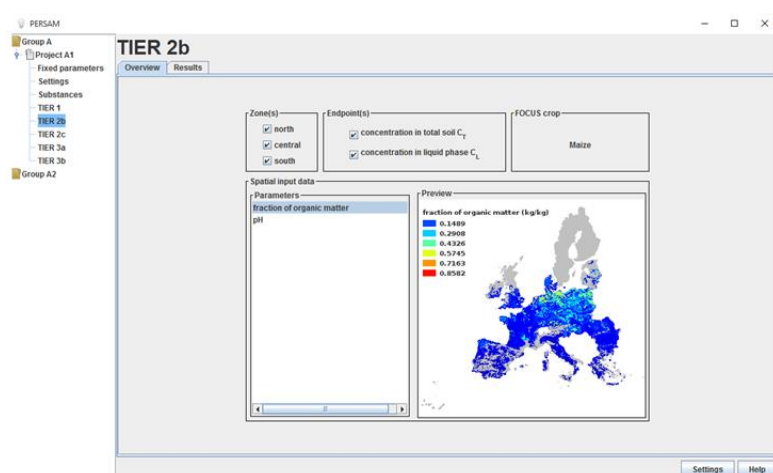 PERSAM
Group A
Project A1
Fixed parameters
Settings
Substances
TIER 1
TIER 2b
TIER 2c
TIER 3a
TIER 3b
Group A2
TIER 2b
Overview Results
Zone(s)
north
central
south
Endpoint(s)
concentration in total soil C_T
concentration in liquid phase C_L
FOCUS crop
Maize
Spatial input data
Parameters
fraction of organic matter
pH
Preview
fraction of organic matter (kg/kg)
0.1489
0.2908
0.4326
0.5745
0.7163
0.8582
Settings Help